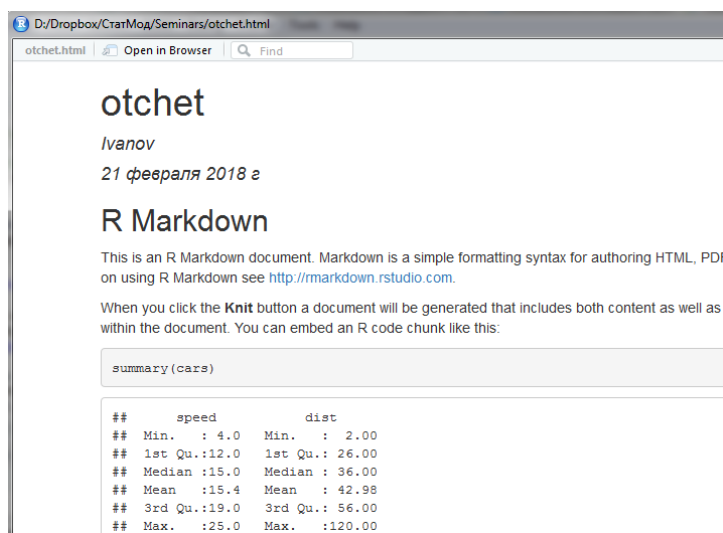 D:/Dropbox/СтатМод/Seminars/otchet.html
otchet.html Open in Browser Find
otchet
Ivanov
21 февраля 2018 г
R Markdown
This is an R Markdown document. Markdown is a simple formatting syntax for authoring HTML, PDF
on using R Markdown see http://rmarkdown.rstudio.com.
When you click the Knit button a document will be generated that includes both content as well as
within the document. You can embed an R code chunk like this:
summary(cars)
##      speed           dist
##  Min.   : 4.0   Min.   :  2.00
##  1st Qu.:12.0   1st Qu.: 26.00
##  Median :15.0   Median : 36.00
##  Mean   :15.4   Mean   : 42.98
##  3rd Qu.:19.0   3rd Qu.: 56.00
##  Max.   :25.0   Max.   :120.00